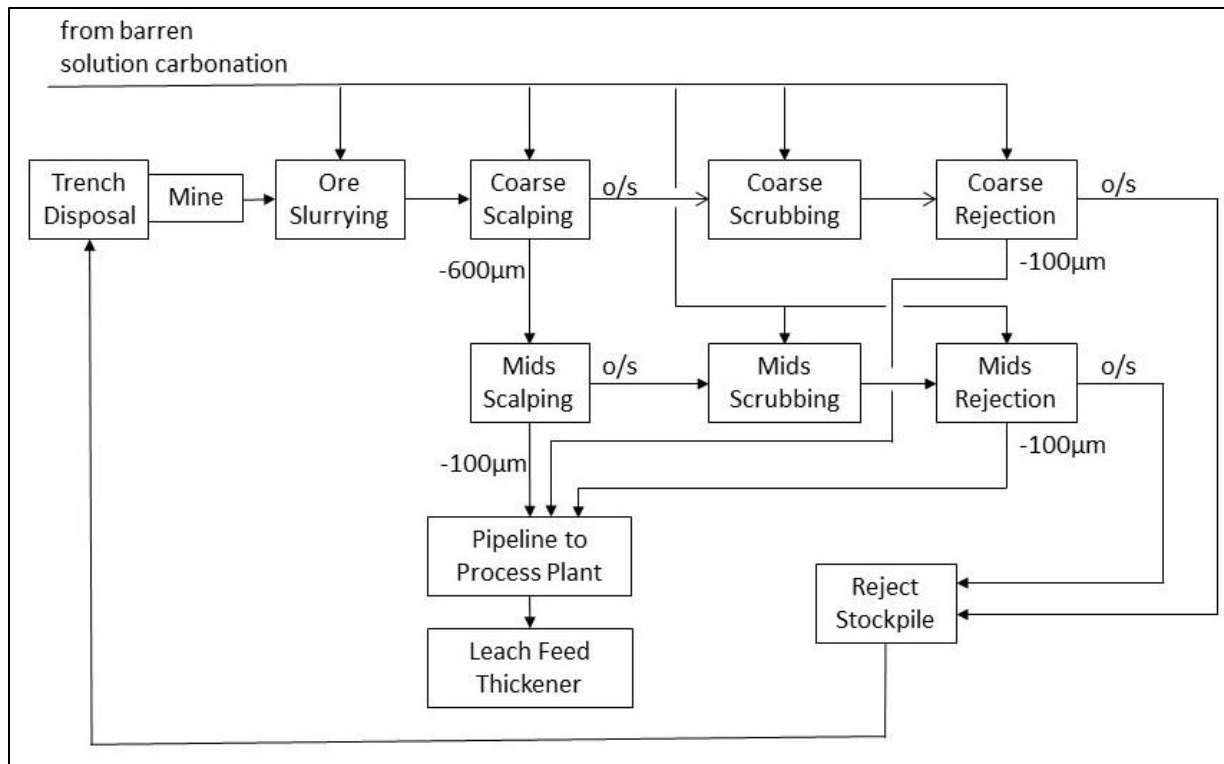 from barren
solution carbonation
Trench
Disposal
Mine
Ore
Slurrying
Coarse
Scalping
o/s
Coarse
Scrubbing
Coarse
Rejection
o/s
-600µm
-100µm
Mids
Scalping
o/s
Mids
Scrubbing
Mids
Rejection
o/s
-100µm
-100µm
Pipeline to
Process Plant
Reject
Stockpile
Leach Feed
Thickener